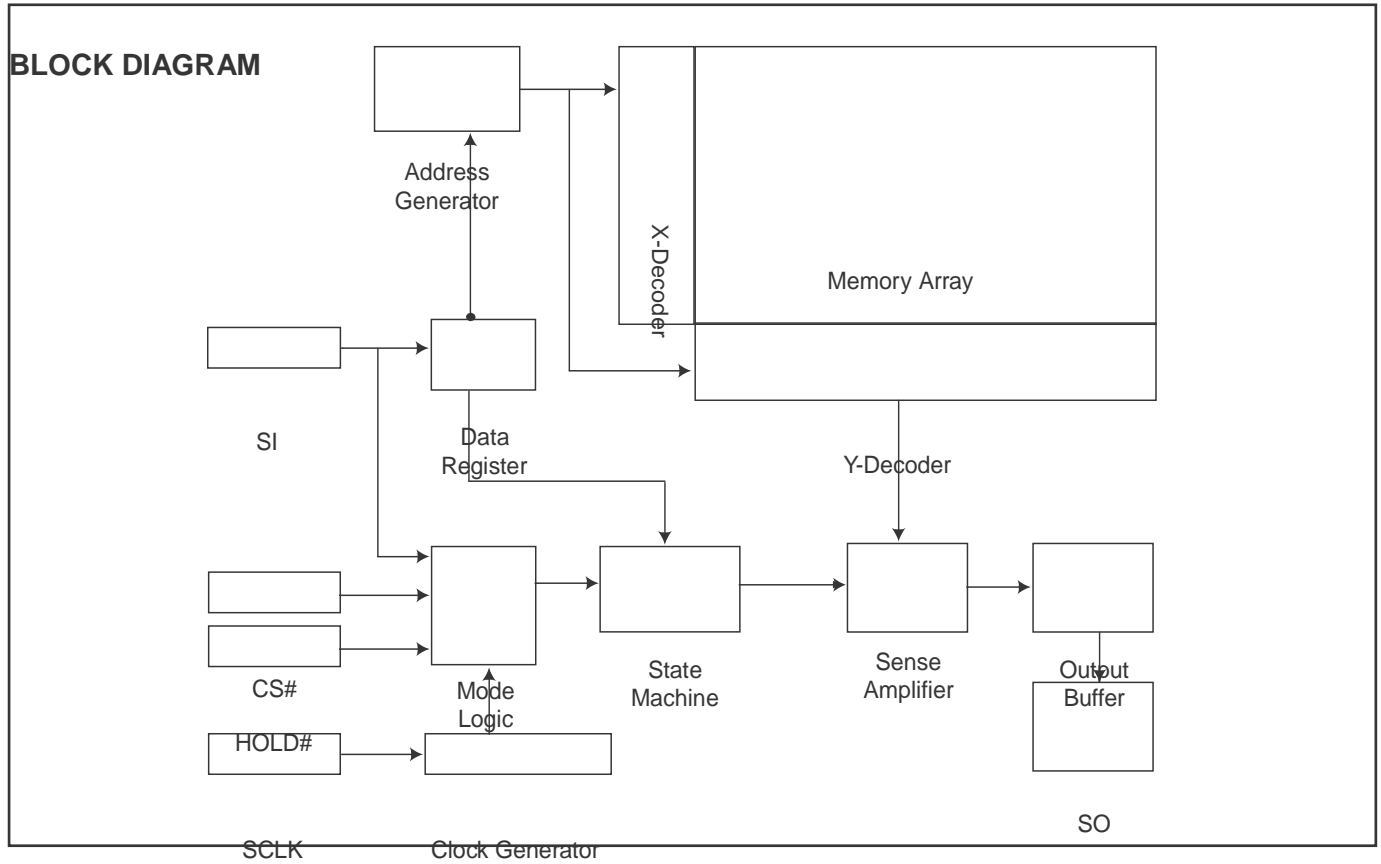 BLOCK DIAGRAM
Address
Generator
X-Decoder
Memory Array
SI
Data
Register
Y-Decoder
CS#
HOLD#
Mode
Logic
State
Machine
Sense
Amplifier
Output
Buffer
SO
SCLK
Clock Generator